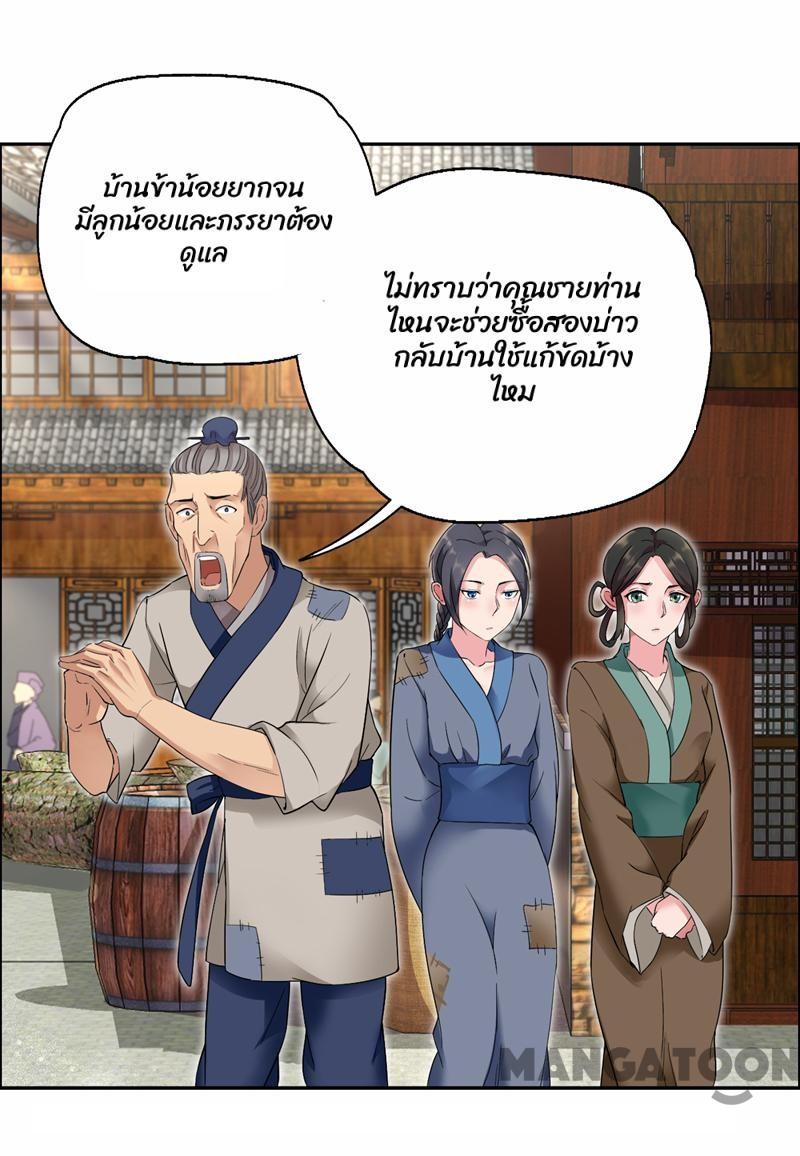 บ้านข้าน้อยยากจน
มีลูกน้อยและภรรยาต้อง
ดูแล
ไม่ทราบว่าคุณชายท่าน
ไหนจะช่วยซื้อสองบ่าว
กลับบ้านใช้แก้ขัดบ้าง
ไหม
MANGATOON